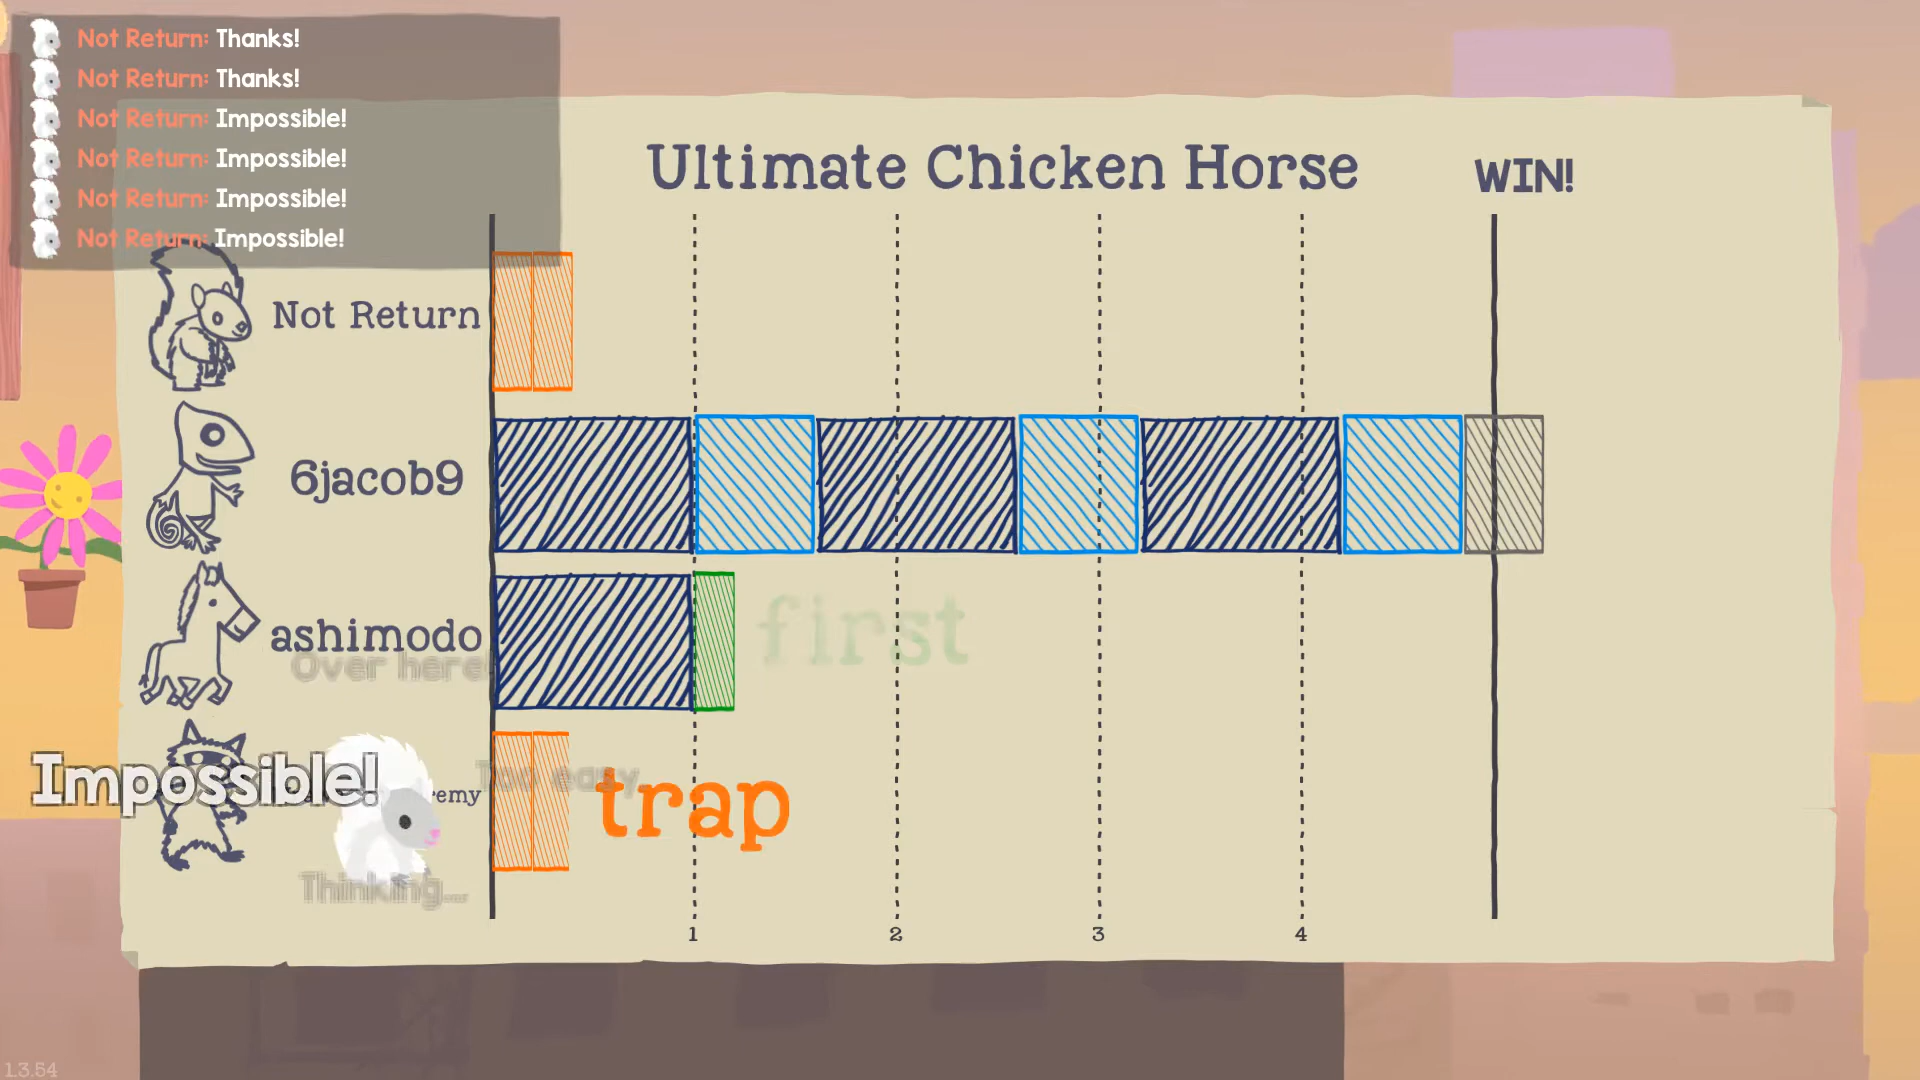 Not Return: Thanks!
Not Return: Thanks!
Not Return: Impossible!
Not Return: Impossible!
Not Return: Impossible!
Not Return: Impossible!
Ultimate Chicken Horse
WIN!
Not Return
6jacob9
ashimodo
first
Over here!
Impossible!
emy
Too easy
trap
Thinking...
1 2 3 4
1.3.54